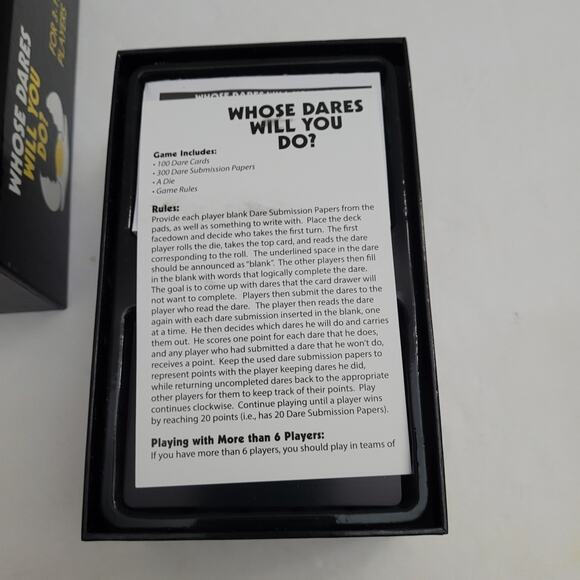 WHOSE DARES
WILL YOU
DO?
FOR
PLAYERS
WHOSE DARES WILL
WHOSE DARES
WILL YOU
DO?
Game Includes:
• 100 Dare Cards
• 300 Dare Submission Papers
• A Die
• Game Rules
Rules:
Provide each player blank Dare Submission Papers from the
pads, as well as something to write with. Place the deck
facedown and decide who takes the first turn. The first
player rolls the die, takes the top card, and reads the dare
corresponding to the roll. The underlined space in the dare
should be announced as "blank". The other players then fill
in the blank with words that logically complete the dare.
The goal is to come up with dares that the card drawer will
not want to complete. Players then submit the dares to the
player who read the dare. The player then reads the dare
again with each dare submission inserted in the blank, one
at a time. He then decides which dares he will do and carries
them out. He scores one point for each dare that he does,
and any player who had submitted a dare that he won't do,
receives a point. Keep the used dare submission papers to
represent points with the player keeping dares he did,
while returning uncompleted dares back to the appropriate
other players for them to keep track of their points. Play
continues clockwise. Continue playing until a player wins
by reaching 20 points (i.e., has 20 Dare Submission Papers).
Playing with More than 6 Players:
If you have more than 6 players, you should play in teams of